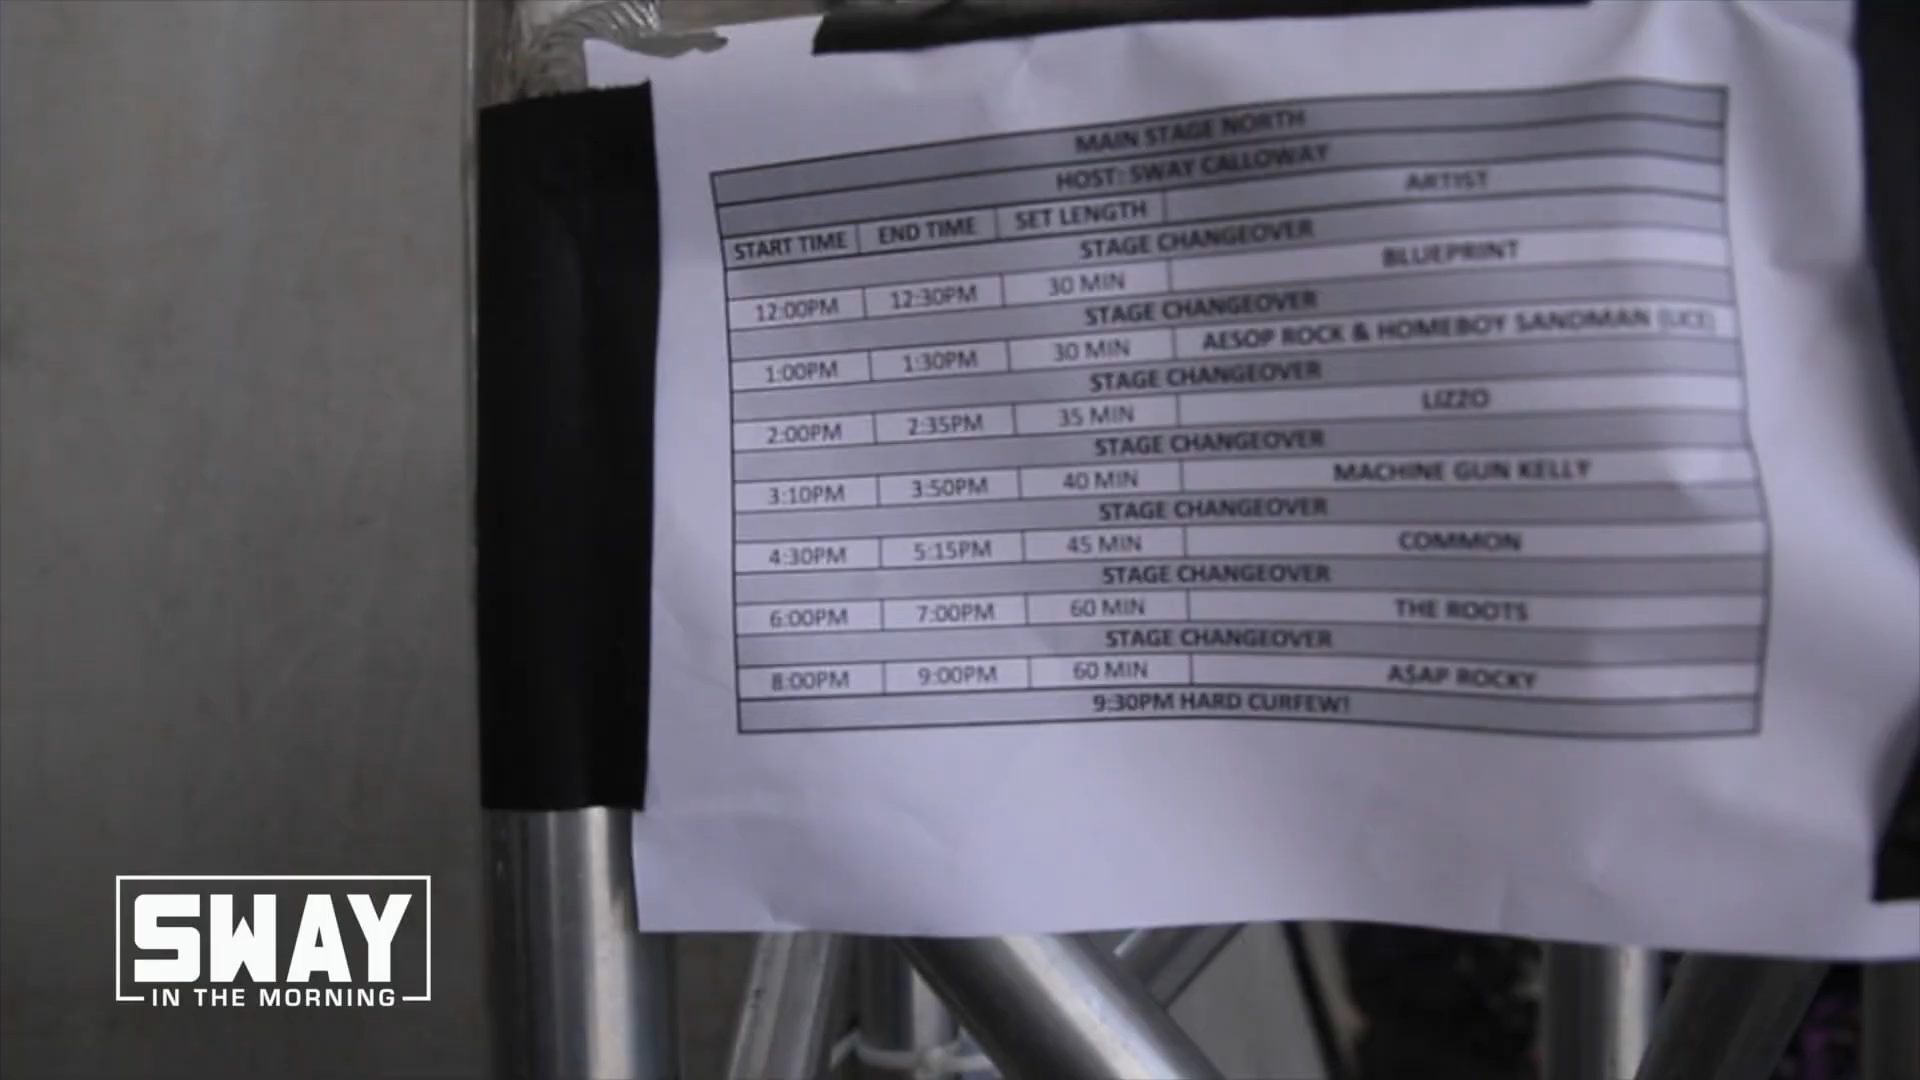 MAIN STAGE NORTH
HOST: SWAY CALLOWAY
START TIME END TIME SET LENGTH ARTIST
STAGE CHANGEOVER
12:00PM 12:30PM 30 MIN BLUEPRINT
STAGE CHANGEOVER
1:00PM 1:30PM 30 MIN AESOP ROCK & HOMEBOY SANDMAN (LICE)
STAGE CHANGEOVER
2:00PM 2:35PM 35 MIN LIZZO
STAGE CHANGEOVER
3:10PM 3:50PM 40 MIN MACHINE GUN KELLY
STAGE CHANGEOVER
4:30PM 5:15PM 45 MIN COMMON
STAGE CHANGEOVER
6:00PM 7:00PM 60 MIN THE ROOTS
STAGE CHANGEOVER
8:00PM 9:00PM 60 MIN A$AP ROCKY
9:30PM HARD CURFEW!
SWAY
IN THE MORNING